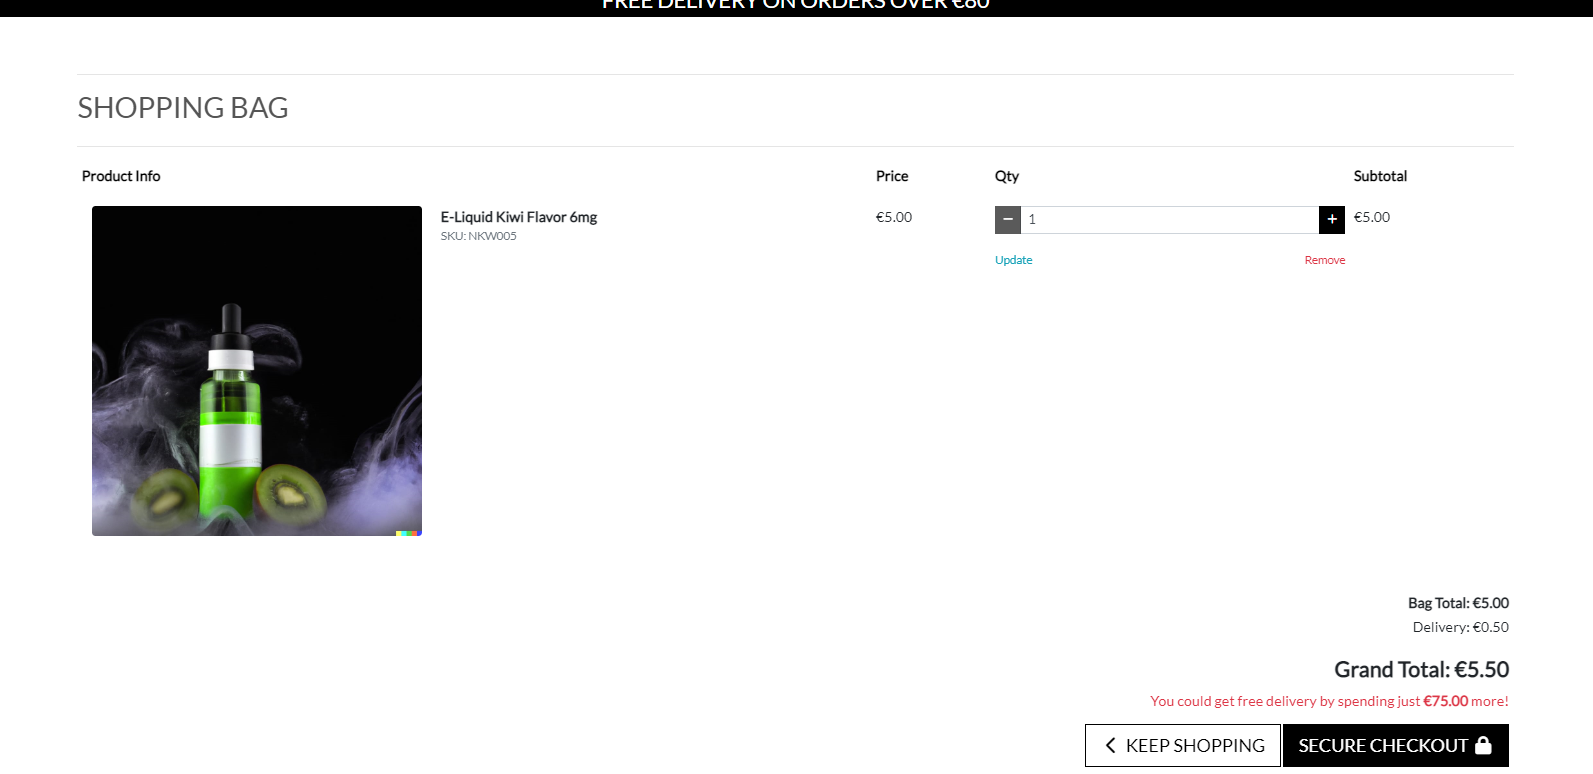 FREE DELIVERY ON ORDERS OVER €80
SHOPPING BAG
Product Info Price Qty Subtotal
E-Liquid Kiwi Flavor 6mg €5.00 − 1 + €5.00
SKU: NKW005
Update Remove
Bag Total: €5.00
Delivery: €0.50
Grand Total: €5.50
You could get free delivery by spending just €75.00 more!
KEEP SHOPPING SECURE CHECKOUT